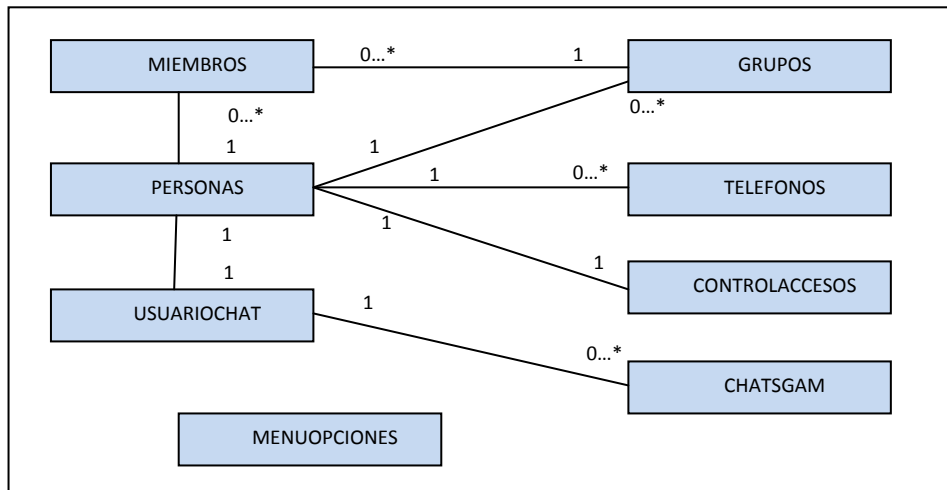 MIEMBROS
0...*
1
GRUPOS
0...*
0...*
1
1
PERSONAS
1
0...*
TELEFONOS
1
1
1
1
CONTROLACCESOS
USUARIOCHAT
1
0...*
CHATSGAM
MENUOPCIONES